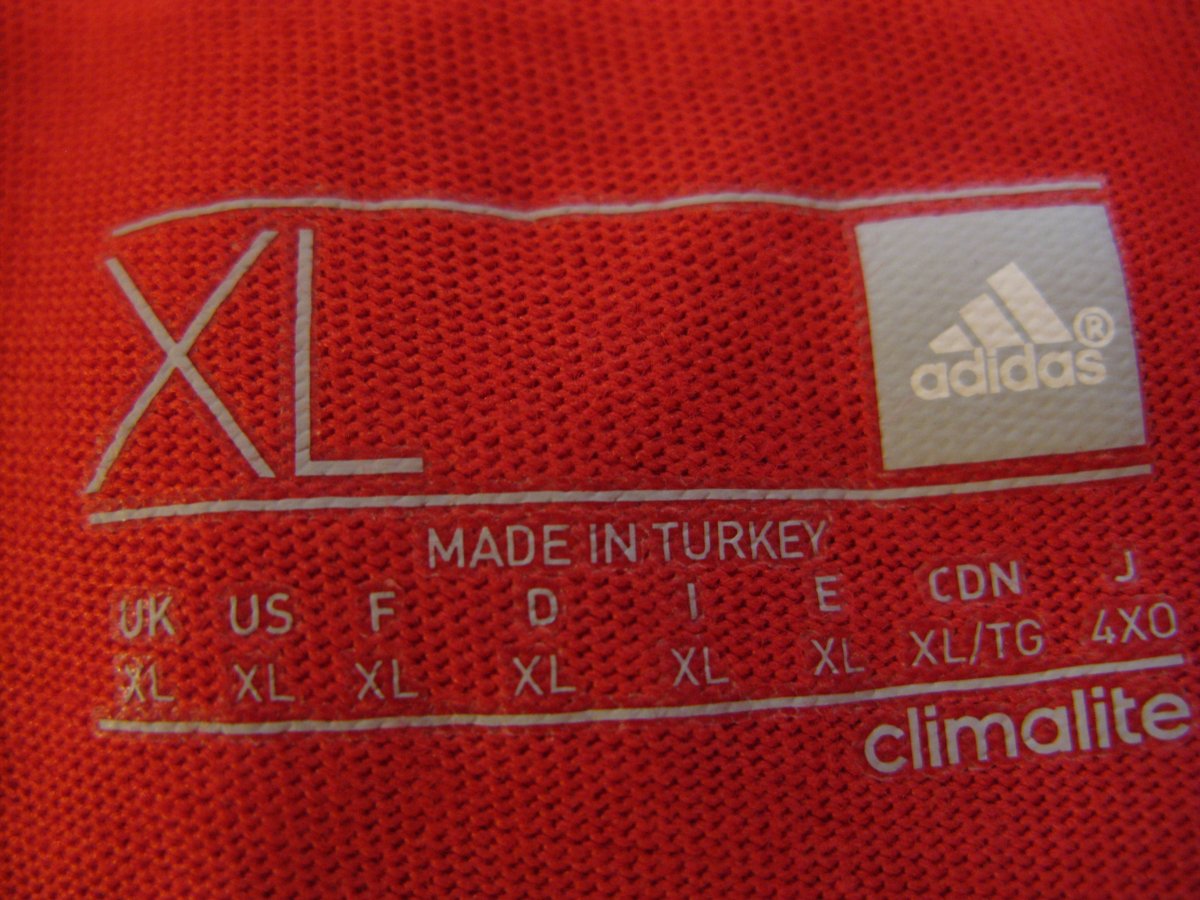 XL
adidas®
MADE IN TURKEY
UK US F D I E CDN J
XL XL XL XL XL XL XL/TG 4XO
climalite